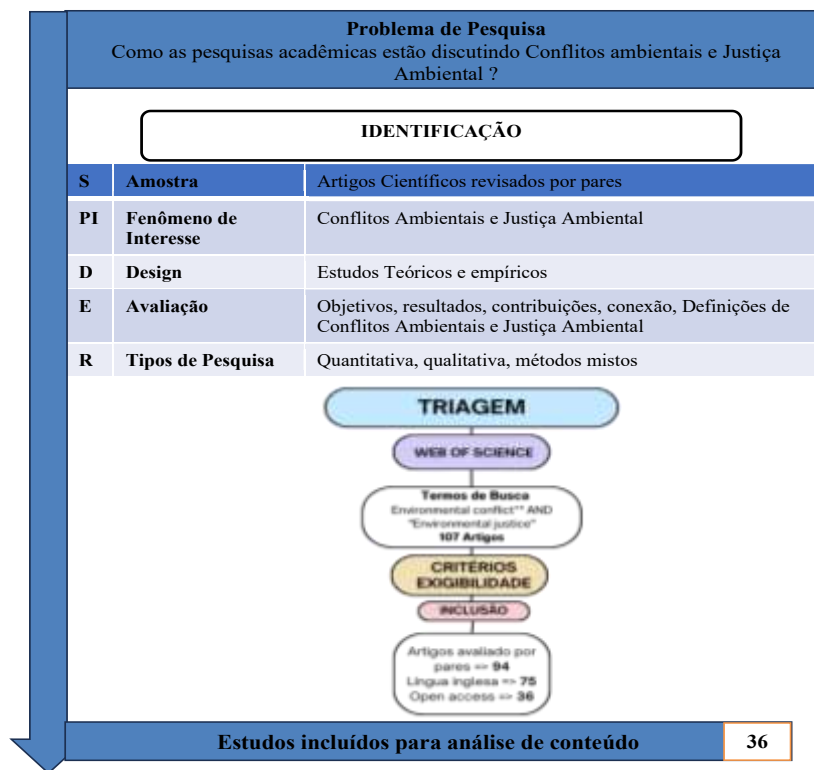 Problema de Pesquisa
Como as pesquisas acadêmicas estão discutindo Conflitos ambientais e Justiça
Ambiental ?
IDENTIFICAÇÃO
S Amostra Artigos Científicos revisados por pares
PI Fenômeno de Interesse Conflitos Ambientais e Justiça Ambiental
D Design Estudos Teóricos e empíricos
E Avaliação Objetivos, resultados, contribuições, conexão, Definições de
Conflitos Ambientais e Justiça Ambiental
R Tipos de Pesquisa Quantitativa, qualitativa, métodos mistos
TRIAGEM
WEB OF SCIENCE
Termos de Busca
Environmental conflict** AND
"Environmental justice"
107 Artigos
CRITÉRIOS
EXIGIBILIDADE
INCLUSÃO
Artigos avaliado por
pares => 94
Lingua inglesa => 75
Open access => 36
Estudos incluídos para análise de conteúdo 36